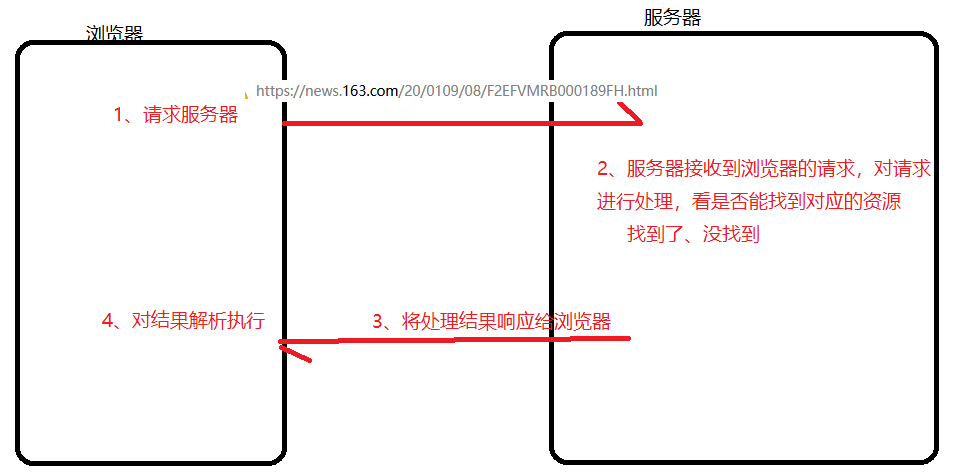 浏览器
服务器
https://news.163.com/20/0109/08/F2EFVMRB000189FH.html
1、请求服务器
2、服务器接收到浏览器的请求，对请求
进行处理，看是否能找到对应的资源
找到了、没找到
3、将处理结果响应给浏览器
4、对结果解析执行